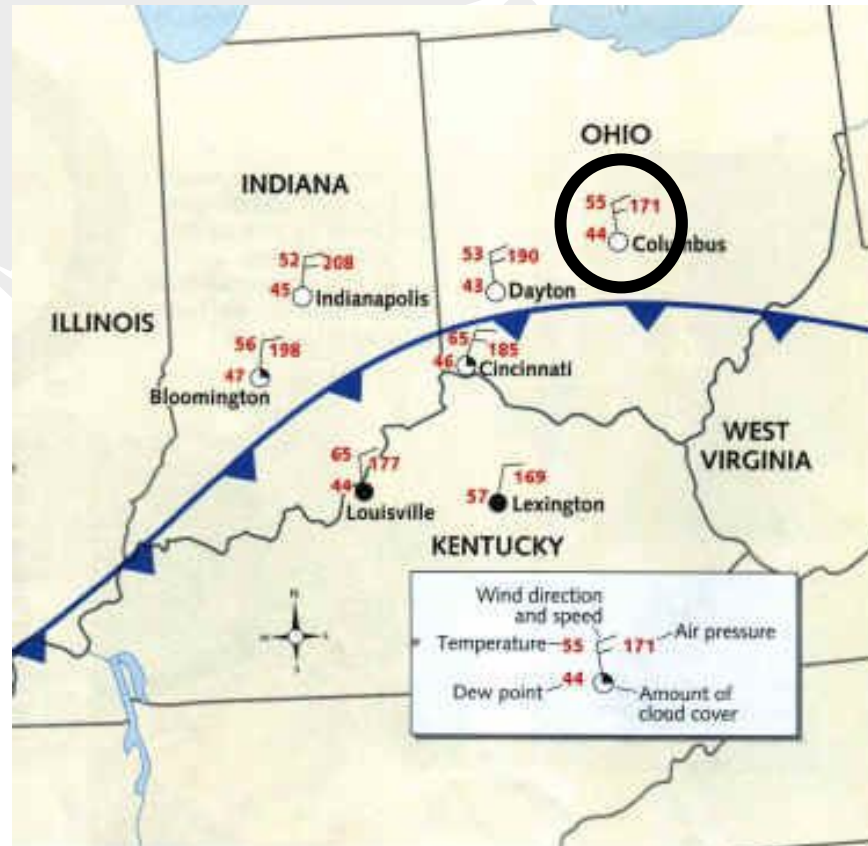 OHIO
INDIANA
55 171
44 Columbus
52 208
45 Indianapolis
53 190
43 Dayton
ILLINOIS
56 198
47
Bloomington
65 185
46 Cincinnati
WEST
VIRGINIA
65 177
44
Louisville
169
57 Lexington
KENTUCKY
N
Wind direction
and speed
Temperature 55 171 Air pressure
Dew point 44 Amount of
cloud cover